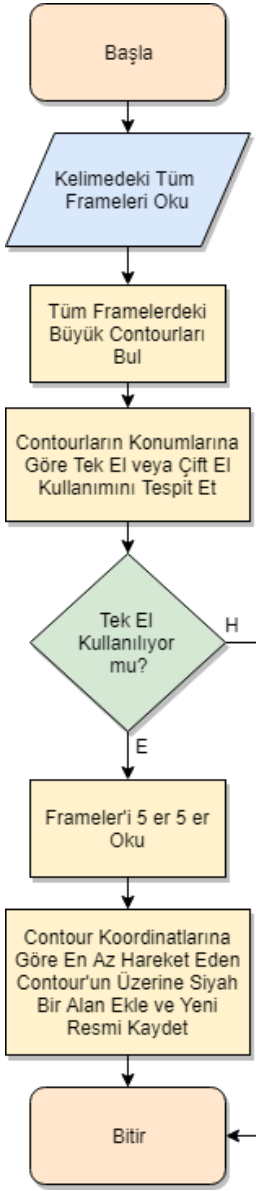 Başla
Kelimedeki Tüm
Frameleri Oku
Tüm Framelerdeki
Büyük Contourları
Bul
Contourların Konumlarına
Göre Tek El veya Çift El
Kullanımını Tespit Et
Tek El
Kullanılıyor
mu?
H
E
Frameler'i 5 er 5 er
Oku
Contour Koordinatlarına
Göre En Az Hareket Eden
Contour'un Üzerine Siyah
Bir Alan Ekle ve Yeni
Resmi Kaydet
Bitir